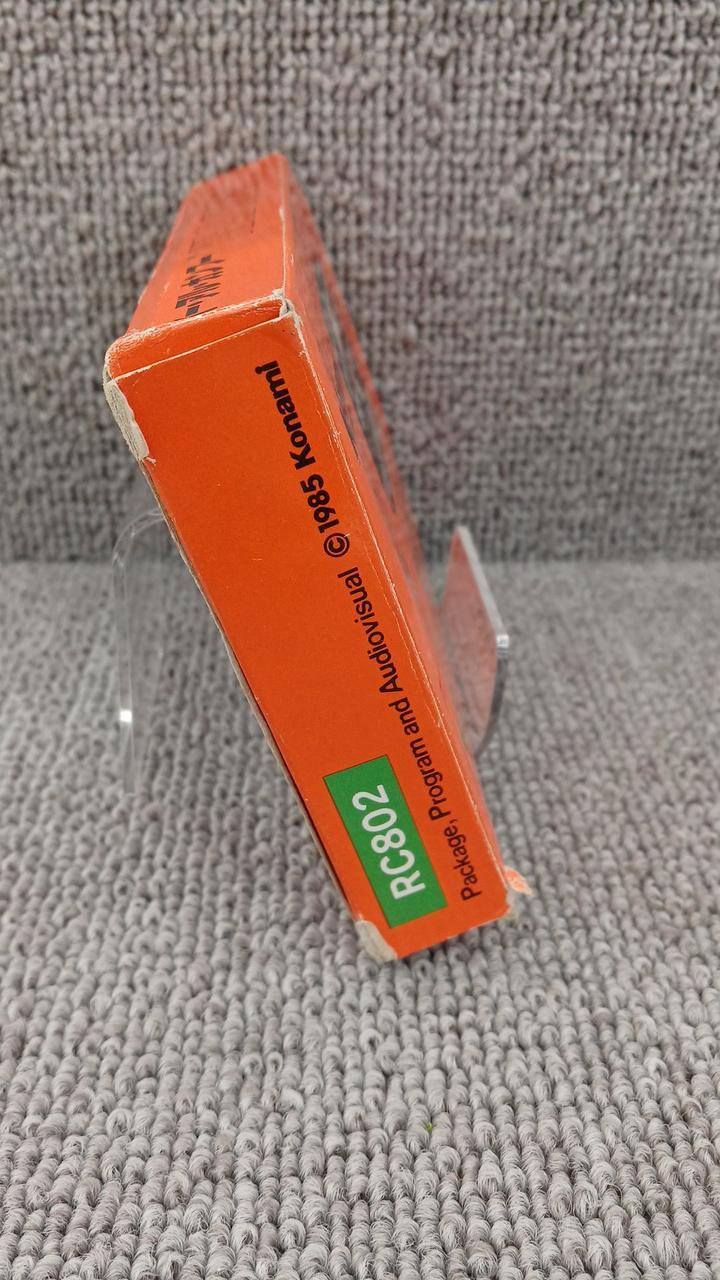 RC802
Package, Program and Audiovisual ©1985 Konami